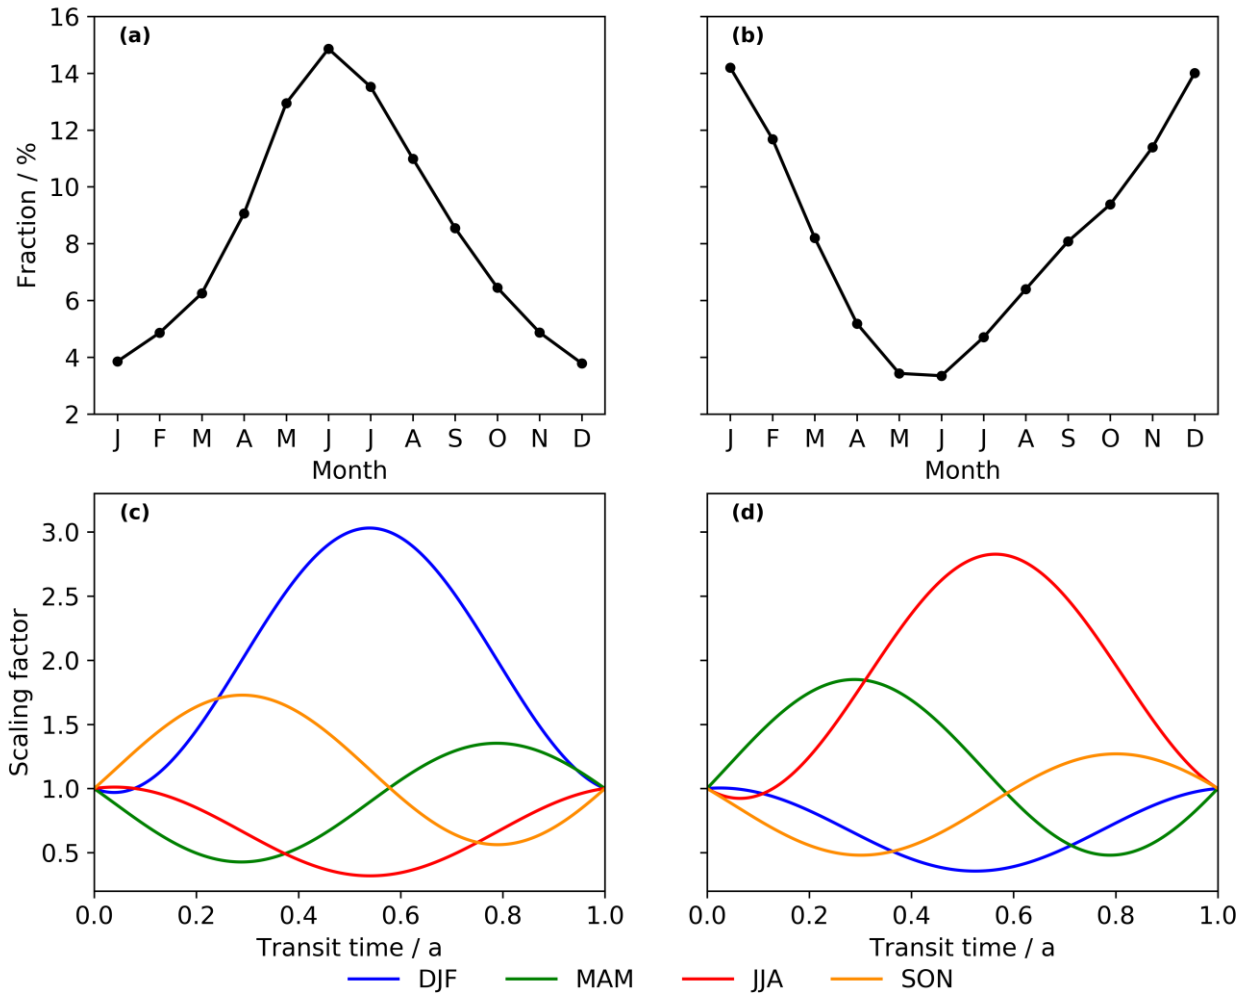 (a)
(b)
16
14
12
10
8
6
4
2
Fraction / %
J F M A M J J A S O N D
J F M A M J J A S O N D
Month
Month
(c)
(d)
3.0
2.5
2.0
1.5
1.0
0.5
Scaling factor
0.0 0.2 0.4 0.6 0.8 1.0
0.0 0.2 0.4 0.6 0.8 1.0
Transit time / a
Transit time / a
DJF MAM JJA SON